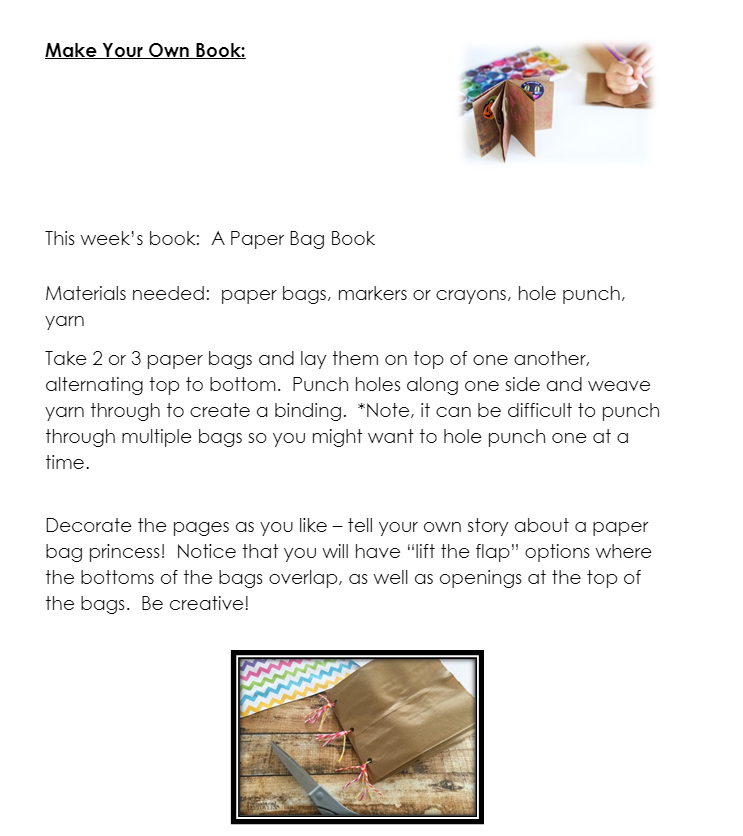 Make Your Own Book:
This week's book:  A Paper Bag Book
Materials needed:  paper bags, markers or crayons, hole punch,
yarn
Take 2 or 3 paper bags and lay them on top of one another,
alternating top to bottom.  Punch holes along one side and weave
yarn through to create a binding.  *Note, it can be difficult to punch
through multiple bags so you might want to hole punch one at a
time.
Decorate the pages as you like – tell your own story about a paper
bag princess!  Notice that you will have “lift the flap” options where
the bottoms of the bags overlap, as well as openings at the top of
the bags.  Be creative!